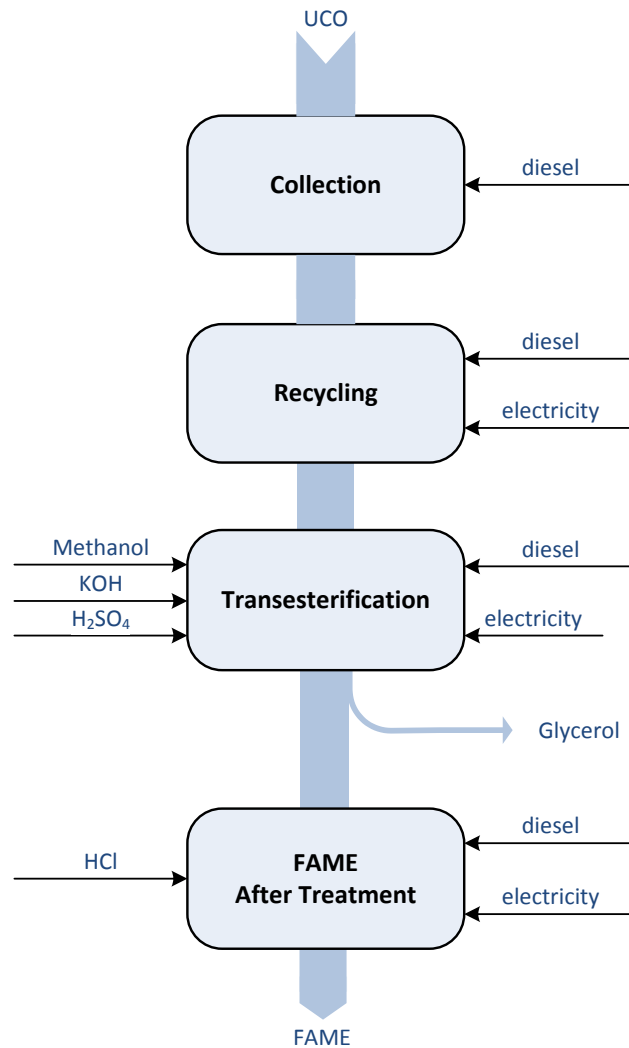 UCO
Collection
diesel
Recycling
diesel
electricity
Methanol
KOH
H₂SO₄
Transesterification
diesel
electricity
Glycerol
HCl
FAME
After Treatment
diesel
electricity
FAME